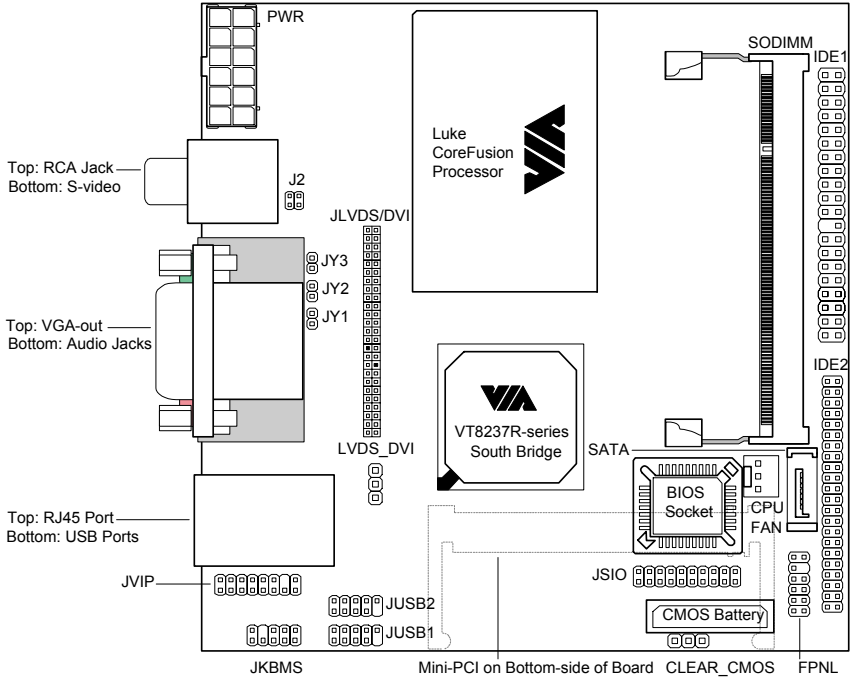 PWR
SODIMM
IDE1
Luke
CoreFusion
Processor
VIA
Top: RCA Jack
Bottom: S-video
J2
JLVDS/DVI
JY3
JY2
JY1
Top: VGA-out
Bottom: Audio Jacks
IDE2
VIA
VT8237R-series
South Bridge
LVDS_DVI
SATA
BIOS
Socket
CPU
FAN
Top: RJ45 Port
Bottom: USB Ports
JVIP
JSIO
JUSB2
CMOS Battery
JUSB1
JKBMS
Mini-PCI on Bottom-side of Board
CLEAR_CMOS
FPNL